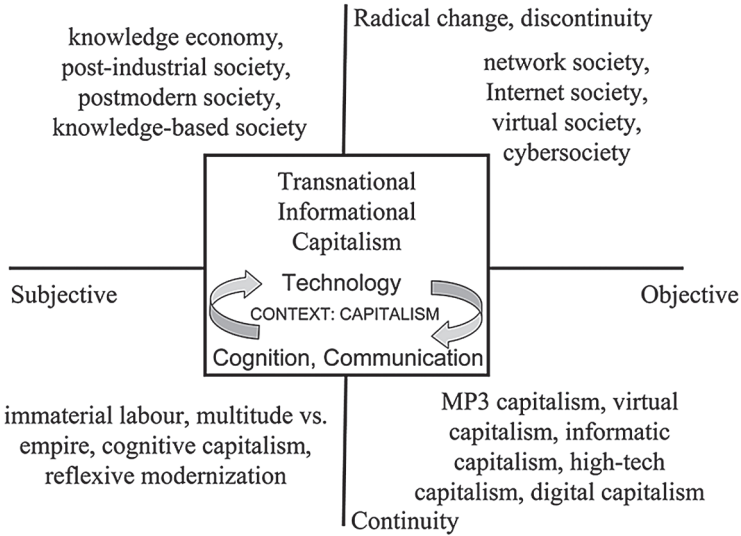 Radical change, discontinuity
knowledge economy,
post-industrial society,
postmodern society,
knowledge-based society
network society,
Internet society,
virtual society,
cybersociety
Transnational
Informational
Capitalism
Technology
CONTEXT: CAPITALISM
Cognition, Communication
Subjective
Objective
immaterial labour, multitude vs.
empire, cognitive capitalism,
reflexive modernization
MP3 capitalism, virtual
capitalism, informatic
capitalism, high-tech
capitalism, digital capitalism
Continuity